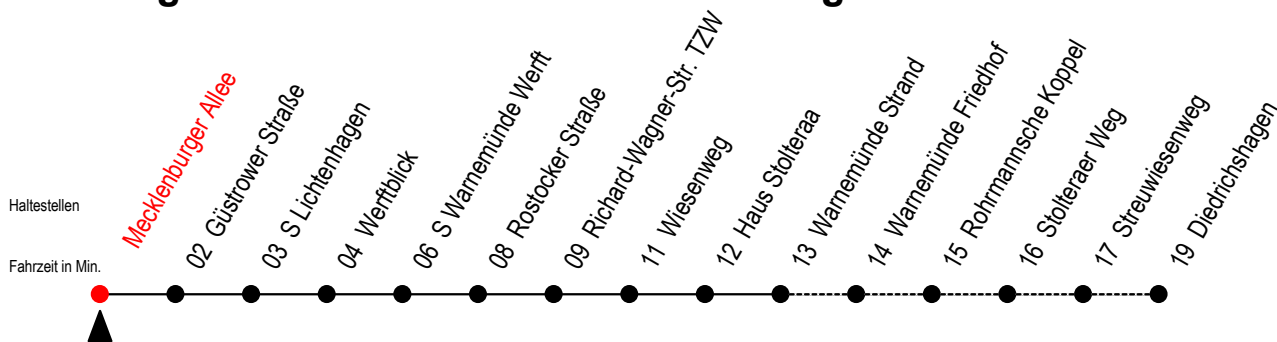 Haltestellen
Fahrzeit in Min.
Mecklenburger Allee
02 Güstrower Straße
03 S Lichtenhagen
04 Werftblick
06 S Warnemünde Werft
08 Rostocker Straße
09 Richard-Wagner-Str. TZW
11 Wiesenweg
12 Haus Stolteraa
13 Warnemünde Strand
14 Warnemünde Friedhof
15 Rohrmannsche Koppel
16 Stolteraer Weg
17 Streuwiesenweg
19 Diedrichshagen